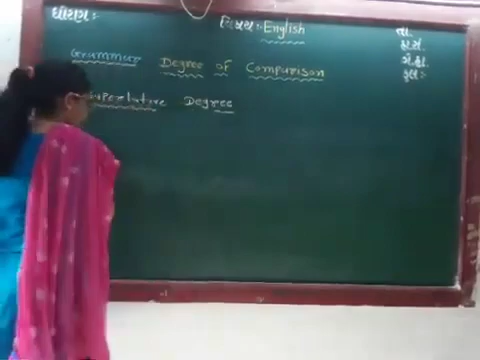 ધોરણ:-
વિષય:- English
તા.
હા.સં.
ગે.હા.
કુલ:-
Grammar Degree of Comparison
Superlative Degree